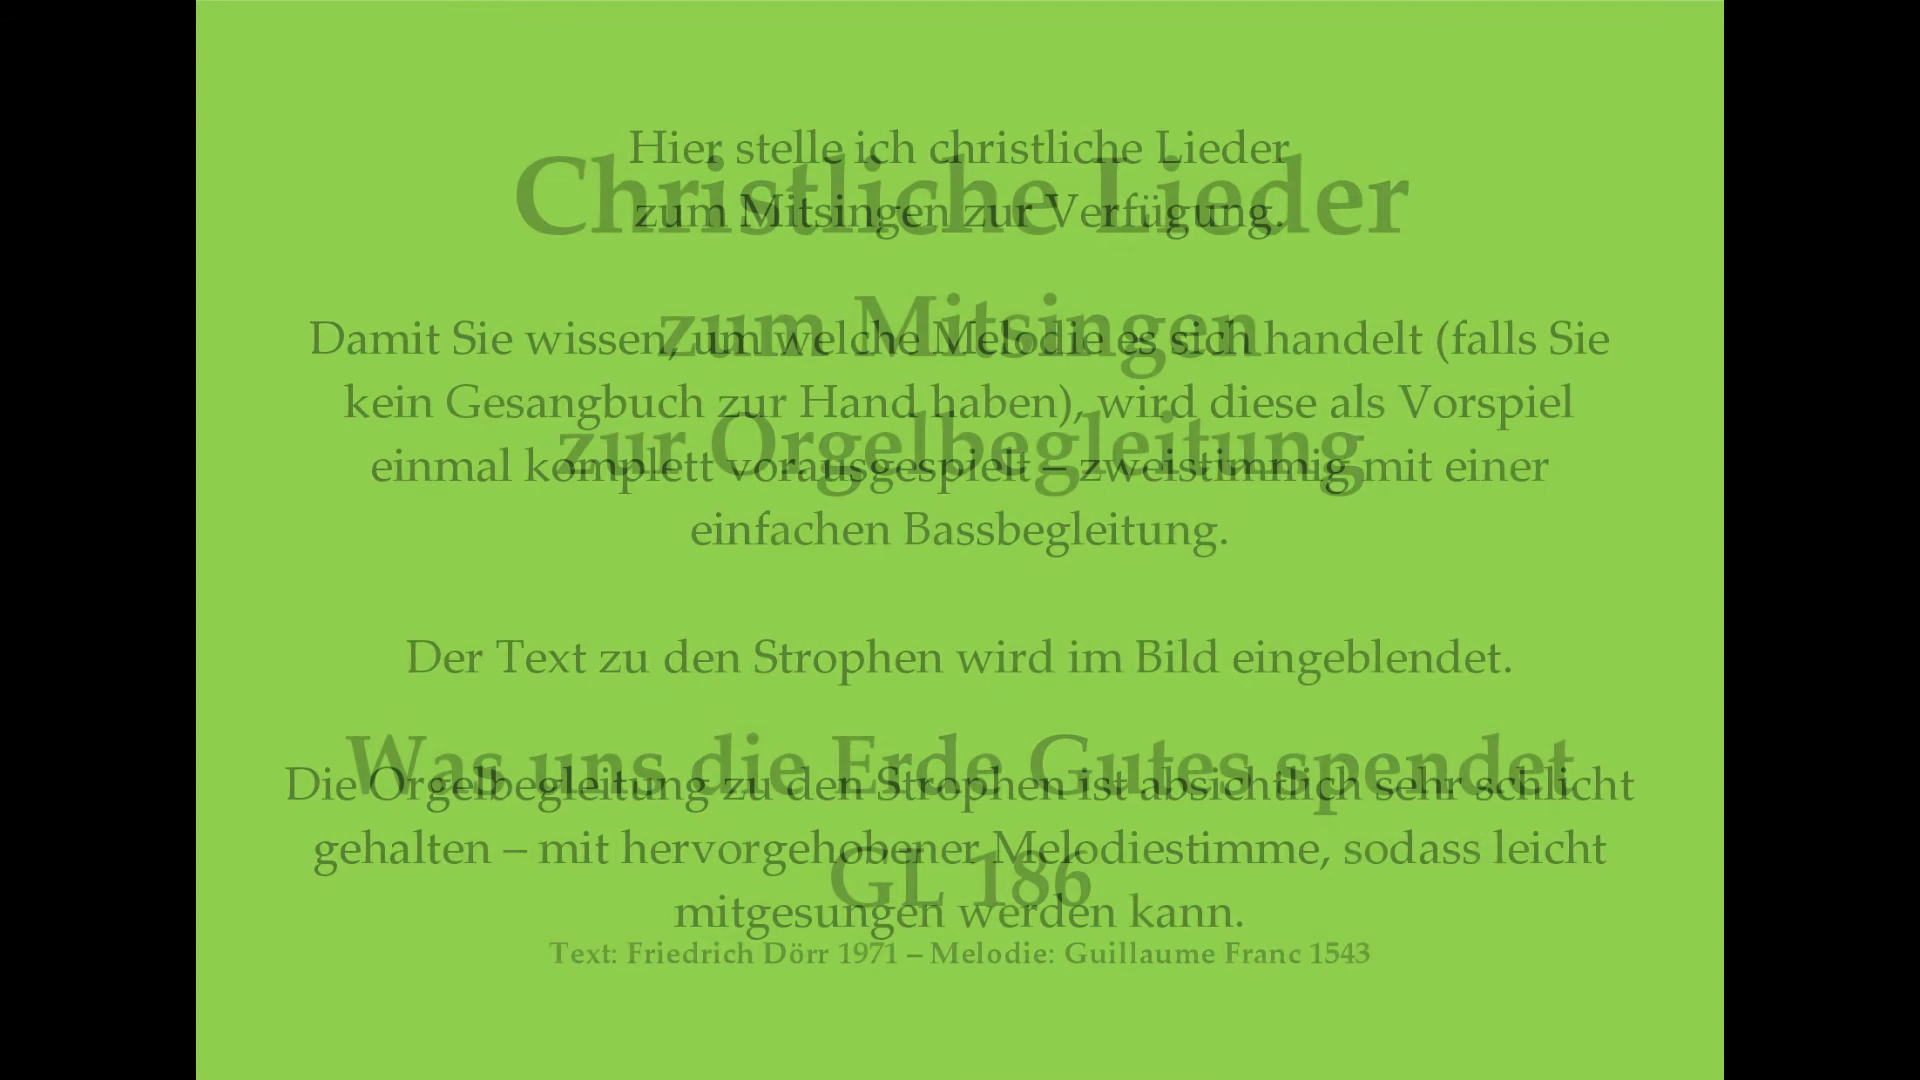 Christliche Lieder
zum Mitsingen
zur Orgelbegleitung
Was uns die Erde Gutes spendet
GL 186
Text: Friedrich Dörr 1971 – Melodie: Guillaume Franc 1543
Hier stelle ich christliche Lieder
zum Mitsingen zur Verfügung.
Damit Sie wissen, um welche Melodie es sich handelt (falls Sie
kein Gesangbuch zur Hand haben), wird diese als Vorspiel
einmal komplett vorausgespielt – zweistimmig mit einer
einfachen Bassbegleitung.
Der Text zu den Strophen wird im Bild eingeblendet.
Die Orgelbegleitung zu den Strophen ist absichtlich sehr schlicht
gehalten – mit hervorgehobener Melodiestimme, sodass leicht
mitgesungen werden kann.